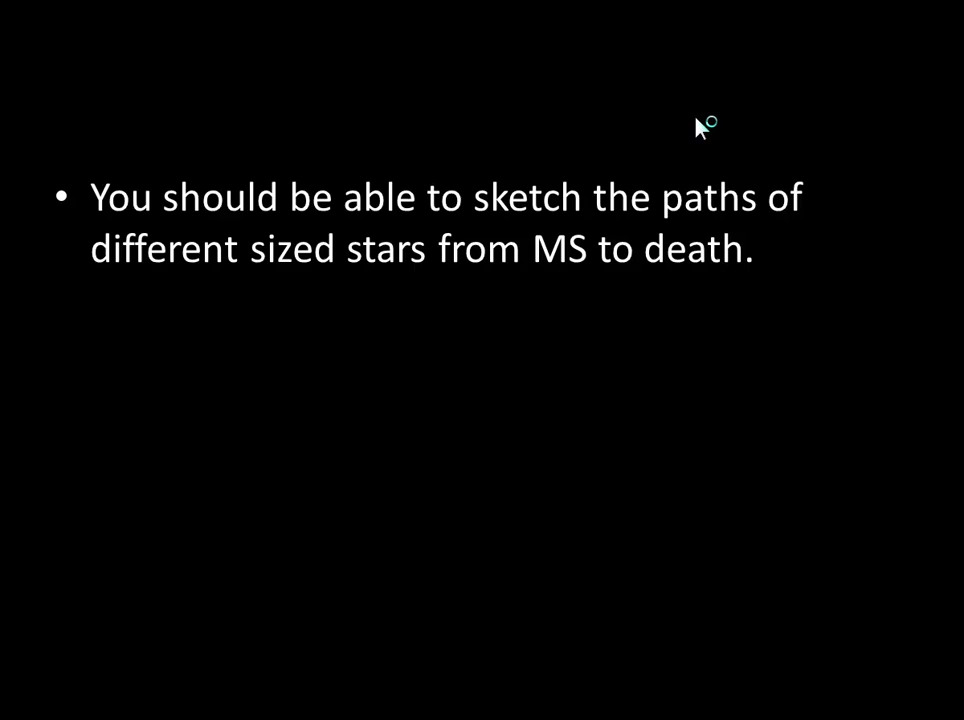 • You should be able to sketch the paths of
different sized stars from MS to death.